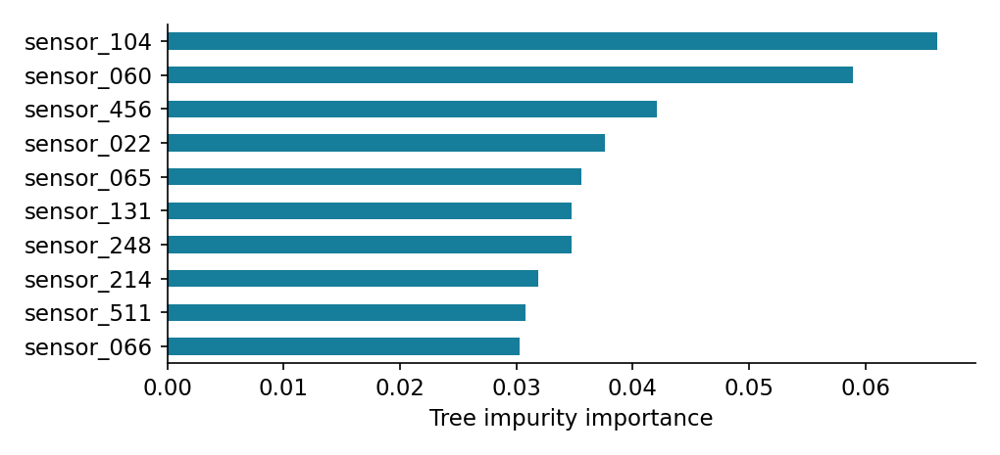 sensor_104
sensor_060
sensor_456
sensor_022
sensor_065
sensor_131
sensor_248
sensor_214
sensor_511
sensor_066
0.00 0.01 0.02 0.03 0.04 0.05 0.06
Tree impurity importance